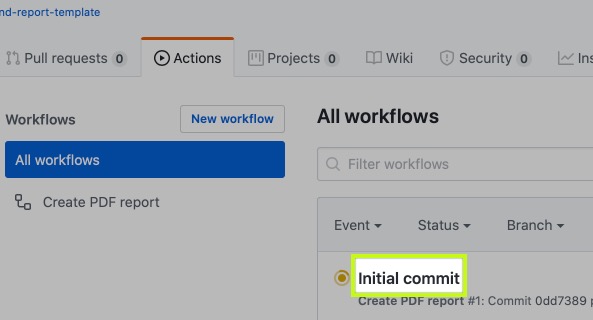 nd-report-template
Pull requests 0 Actions Projects 0 Wiki Security 0 Ins
Workflows New workflow
All workflows
Create PDF report
All workflows
Filter workflows
Event Status Branch
Initial commit
Create PDF report #1: Commit 0dd7389 p